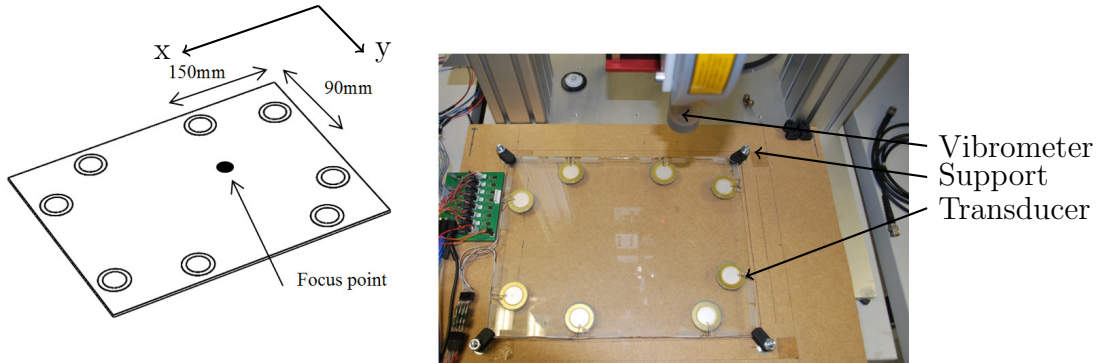 x
y
150mm
90mm
Focus point
Vibrometer
Support
Transducer